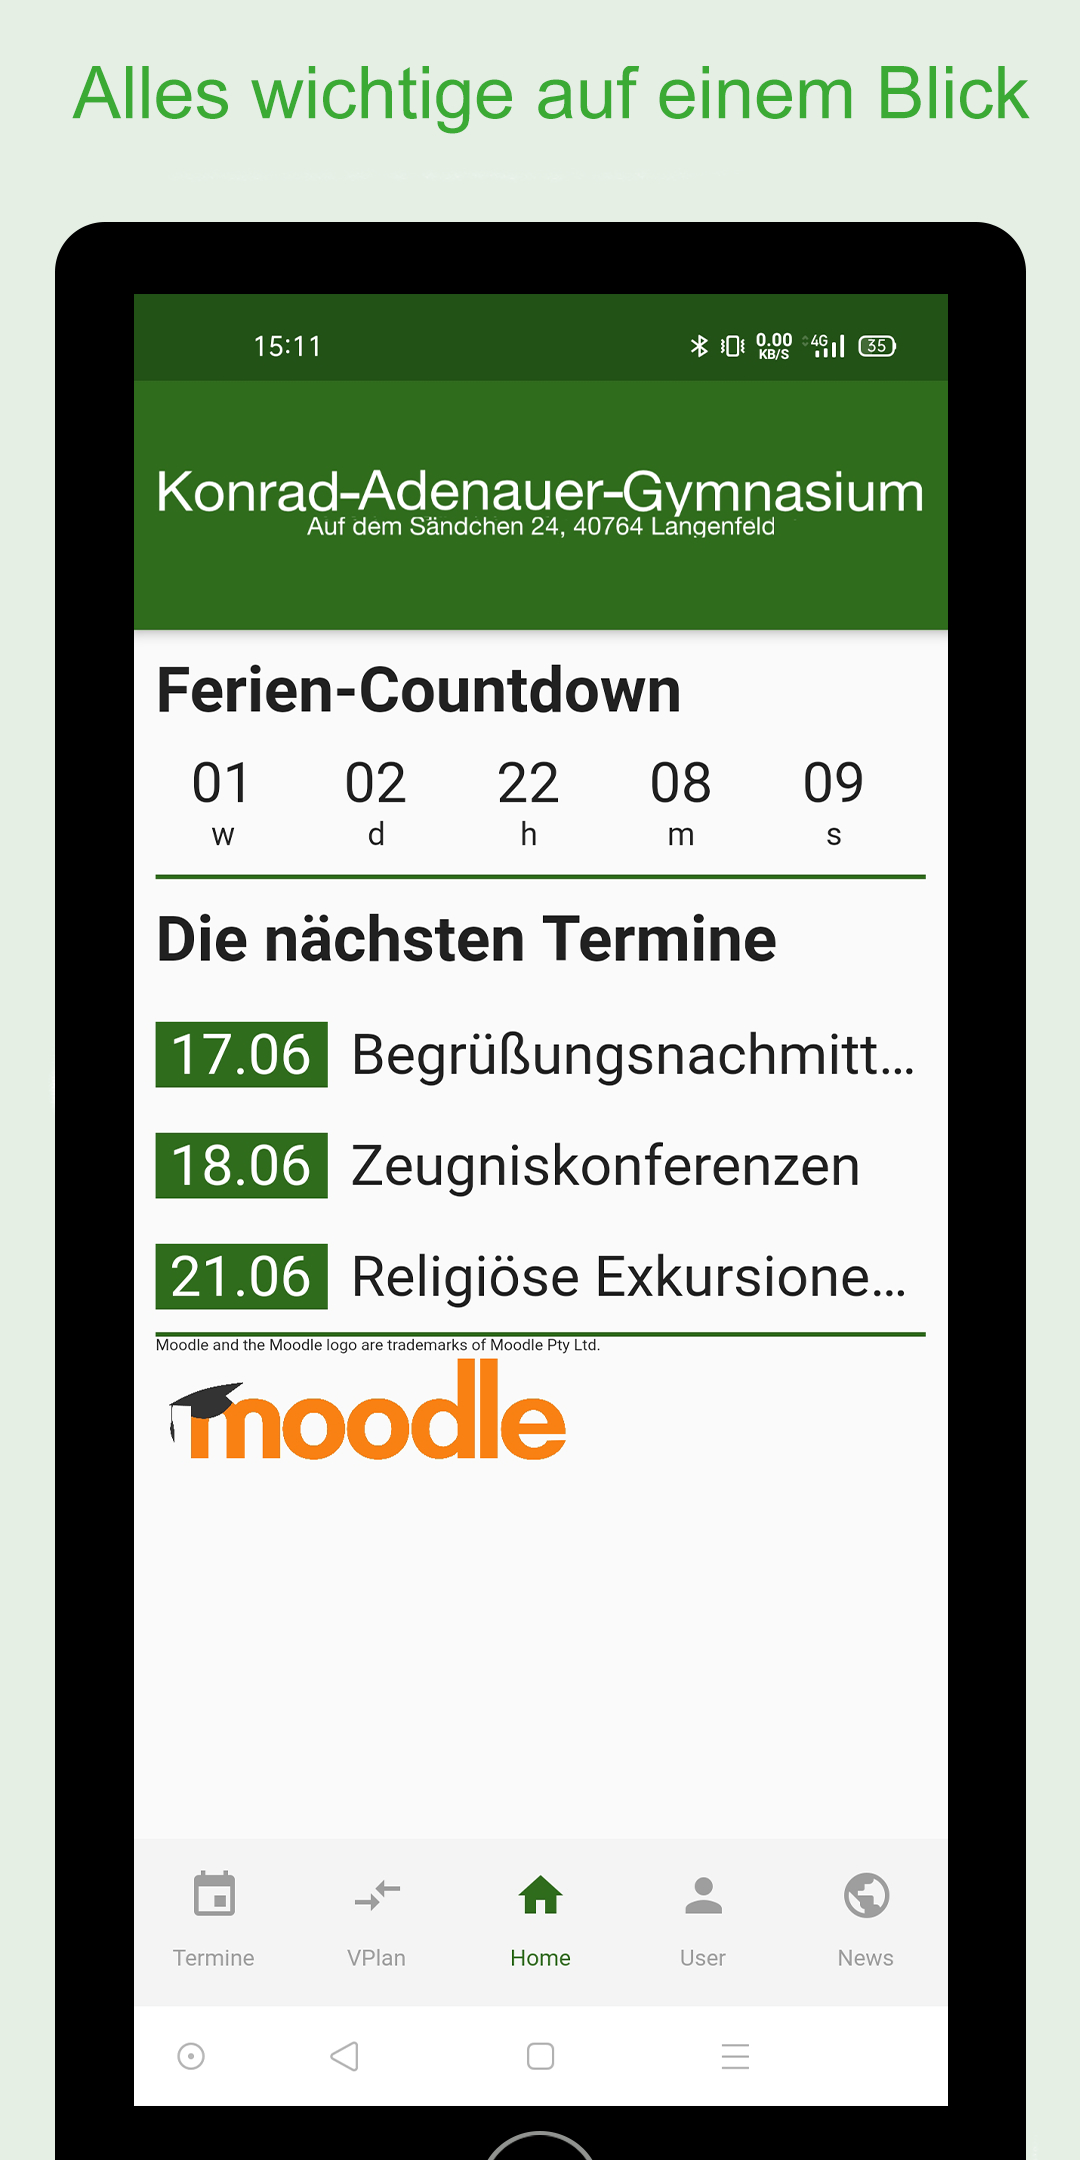 Alles wichtige auf einem Blick
15:11
0.00
KB/S
4G
35
Konrad-Adenauer-Gymnasium
Auf dem Sändchen 24, 40764 Langenfeld
Ferien-Countdown
01 02 22 08 09
w d h m s
Die nächsten Termine
17.06 Begrüßungsnachmitt...
18.06 Zeugniskonferenzen
21.06 Religiöse Exkursione...
Moodle and the Moodle logo are trademarks of Moodle Pty Ltd.
moodle
Termine VPlan Home User News